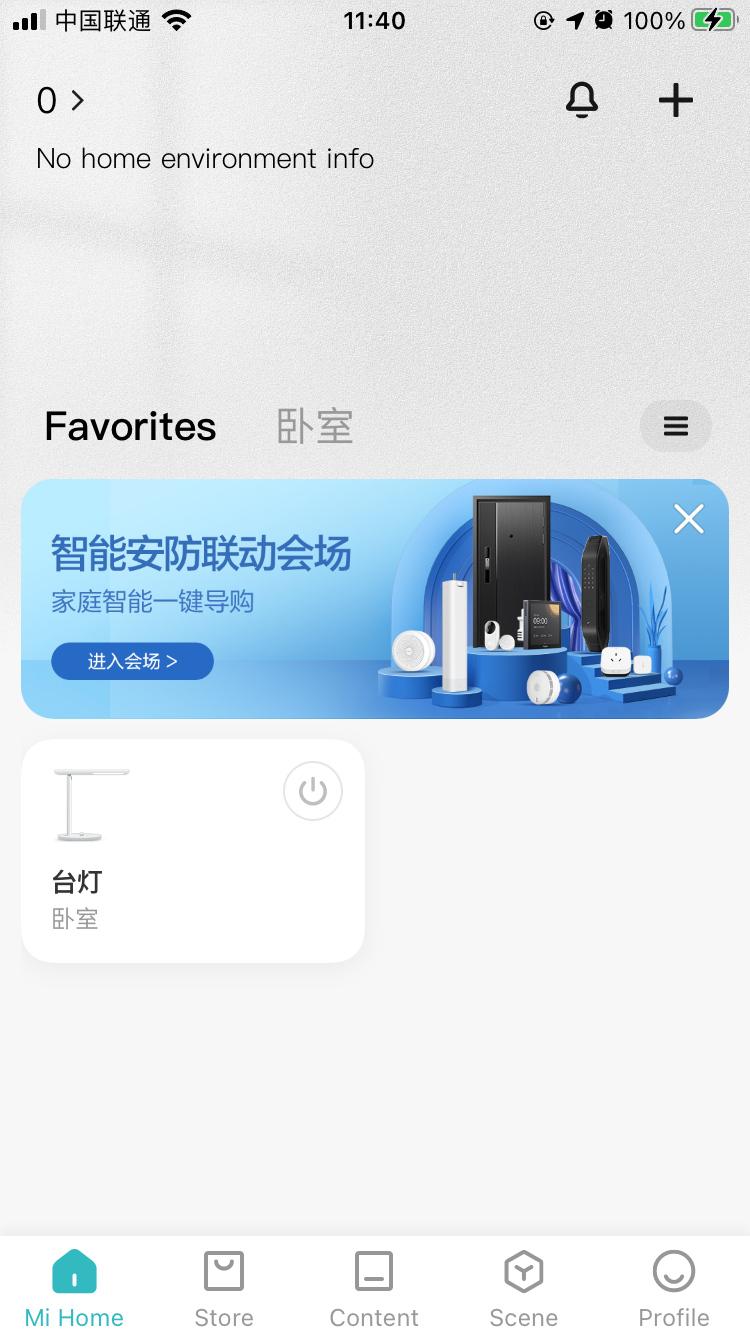 中国联通
11:40
100%
0 >
No home environment info
Favorites
卧室
智能安防联动会场
家庭智能一键导购
进入会场 >
09:00
台灯
卧室
Mi Home
Store
Content
Scene
Profile